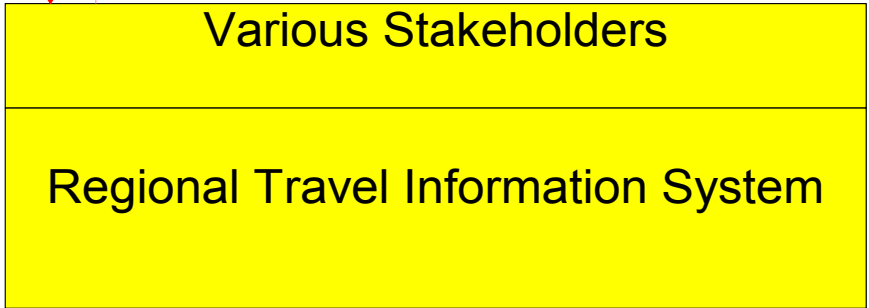 Various Stakeholders
Regional Travel Information System